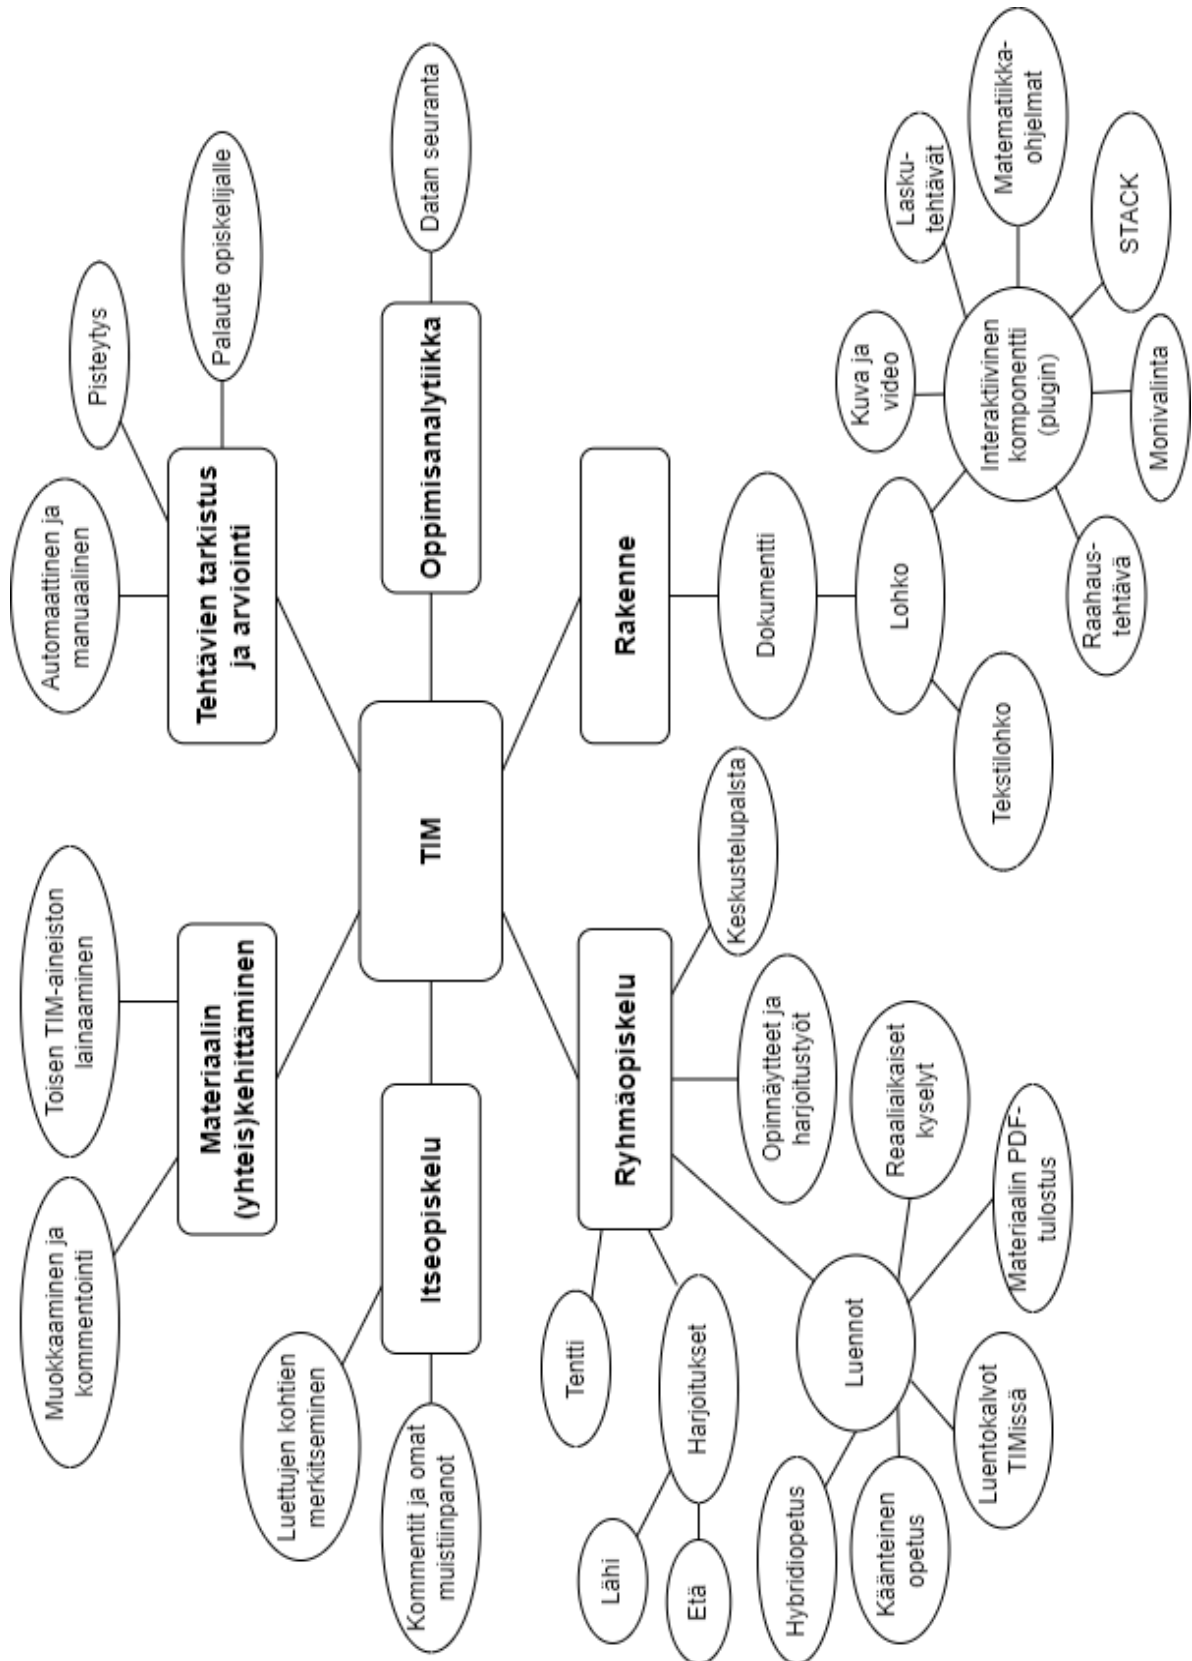 Muokkaaminen ja
kommentointi
Toisen TIM-aineiston
lainaaminen
Automaattinen ja
manuaalinen
Pisteytys
Palaute opiskelijalle
Materiaalin
(yhteis)kehittäminen
Tehtävien tarkistus
ja arviointi
Luettujen kohtien
merkitseminen
Kommentit ja omat
muistiinpanot
Itseopiskelu
TIM
Oppimisanalytiikka
Datan seuranta
Tentti
Lähi
Etä
Harjoitukset
Ryhmäopiskelu
Rakenne
Keskustelupalsta
Dokumentti
Opinnäytteet ja
harjoitustyöt
Hybridiopetus
Luennot
Käänteinen
opetus
Reaaliaikaiset
kyselyt
Luentokalvot
TIMissä
Materiaalin PDF-
tulostus
Lohko
Tekstilohko
Kuva ja
video
Lasku-
tehtävät
Interaktiivinen
komponentti
(plugin)
Matematiikka-
ohjelmat
Raahaus-
tehtävä
Monivalinta
STACK